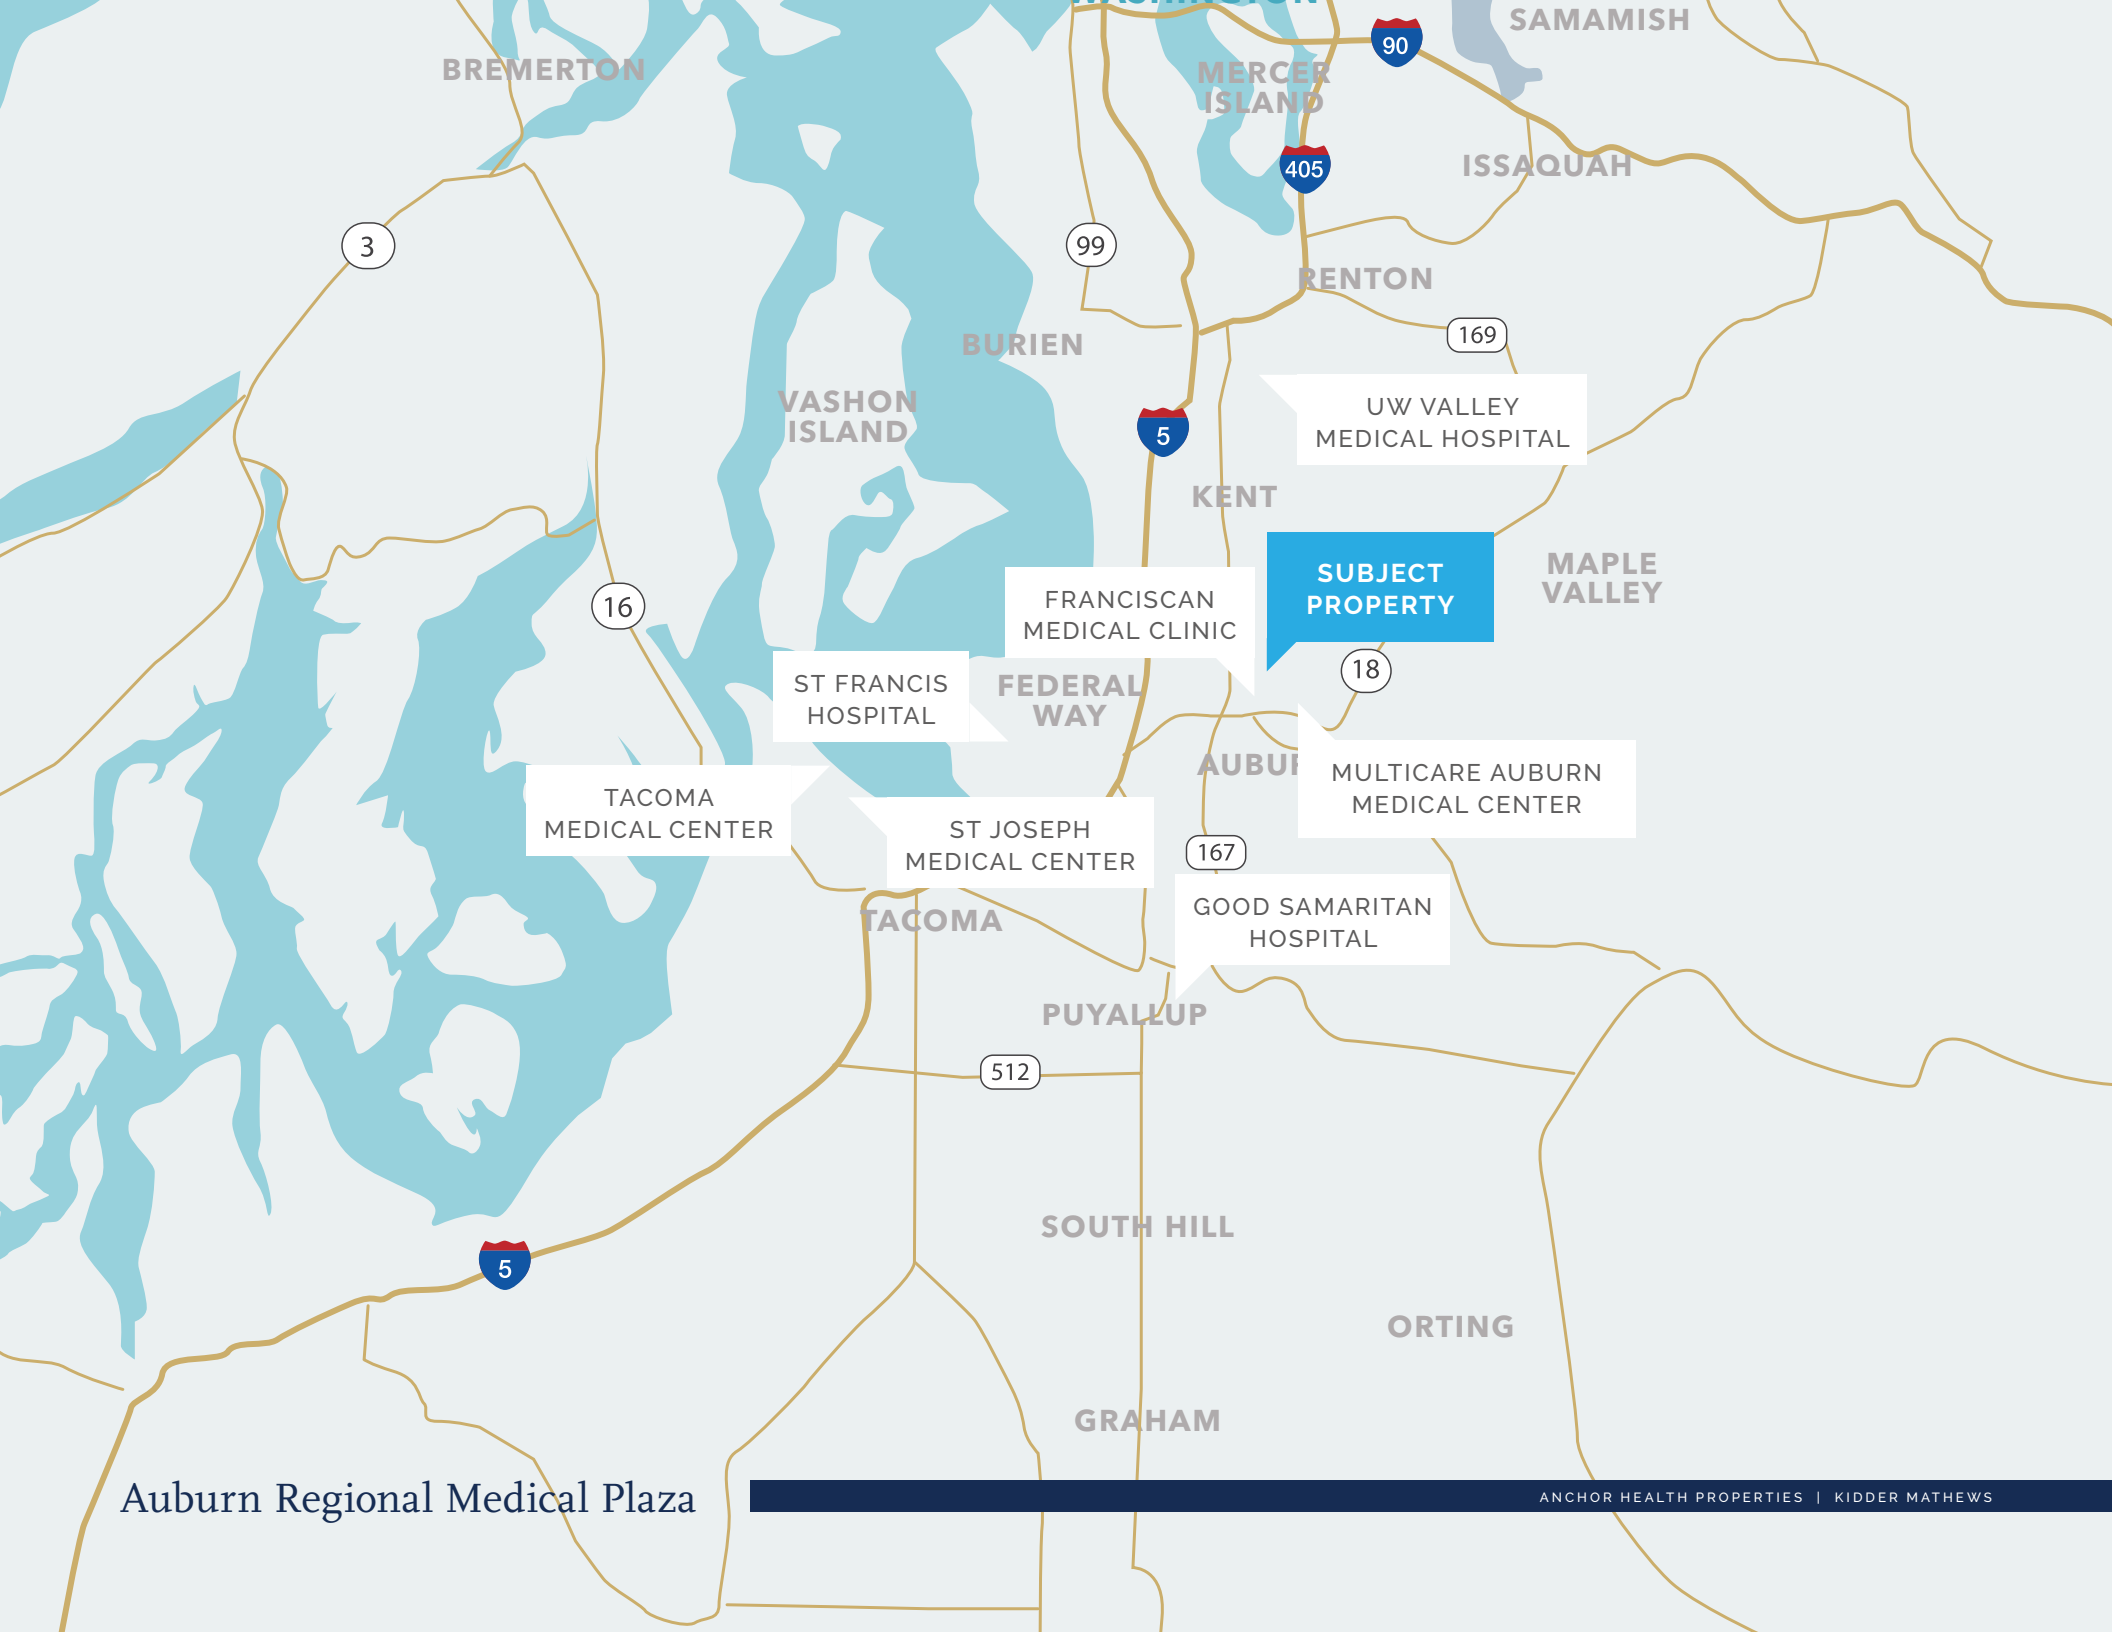 WASHINGTON
SAMAMISH
90
BREMERTON
MERCER
ISLAND
405
ISSAQUAH
3
99
RENTON
169
BURIEN
VASHON
ISLAND
UW VALLEY
MEDICAL HOSPITAL
5
KENT
SUBJECT
PROPERTY
MAPLE
VALLEY
16
FRANCISCAN
MEDICAL CLINIC
18
ST FRANCIS
HOSPITAL
FEDERAL
WAY
AUBUR
MULTICARE AUBURN
MEDICAL CENTER
TACOMA
MEDICAL CENTER
ST JOSEPH
MEDICAL CENTER
167
GOOD SAMARITAN
HOSPITAL
TACOMA
PUYALLUP
512
SOUTH HILL
5
ORTING
GRAHAM
Auburn Regional Medical Plaza
ANCHOR HEALTH PROPERTIES | KIDDER MATHEWS